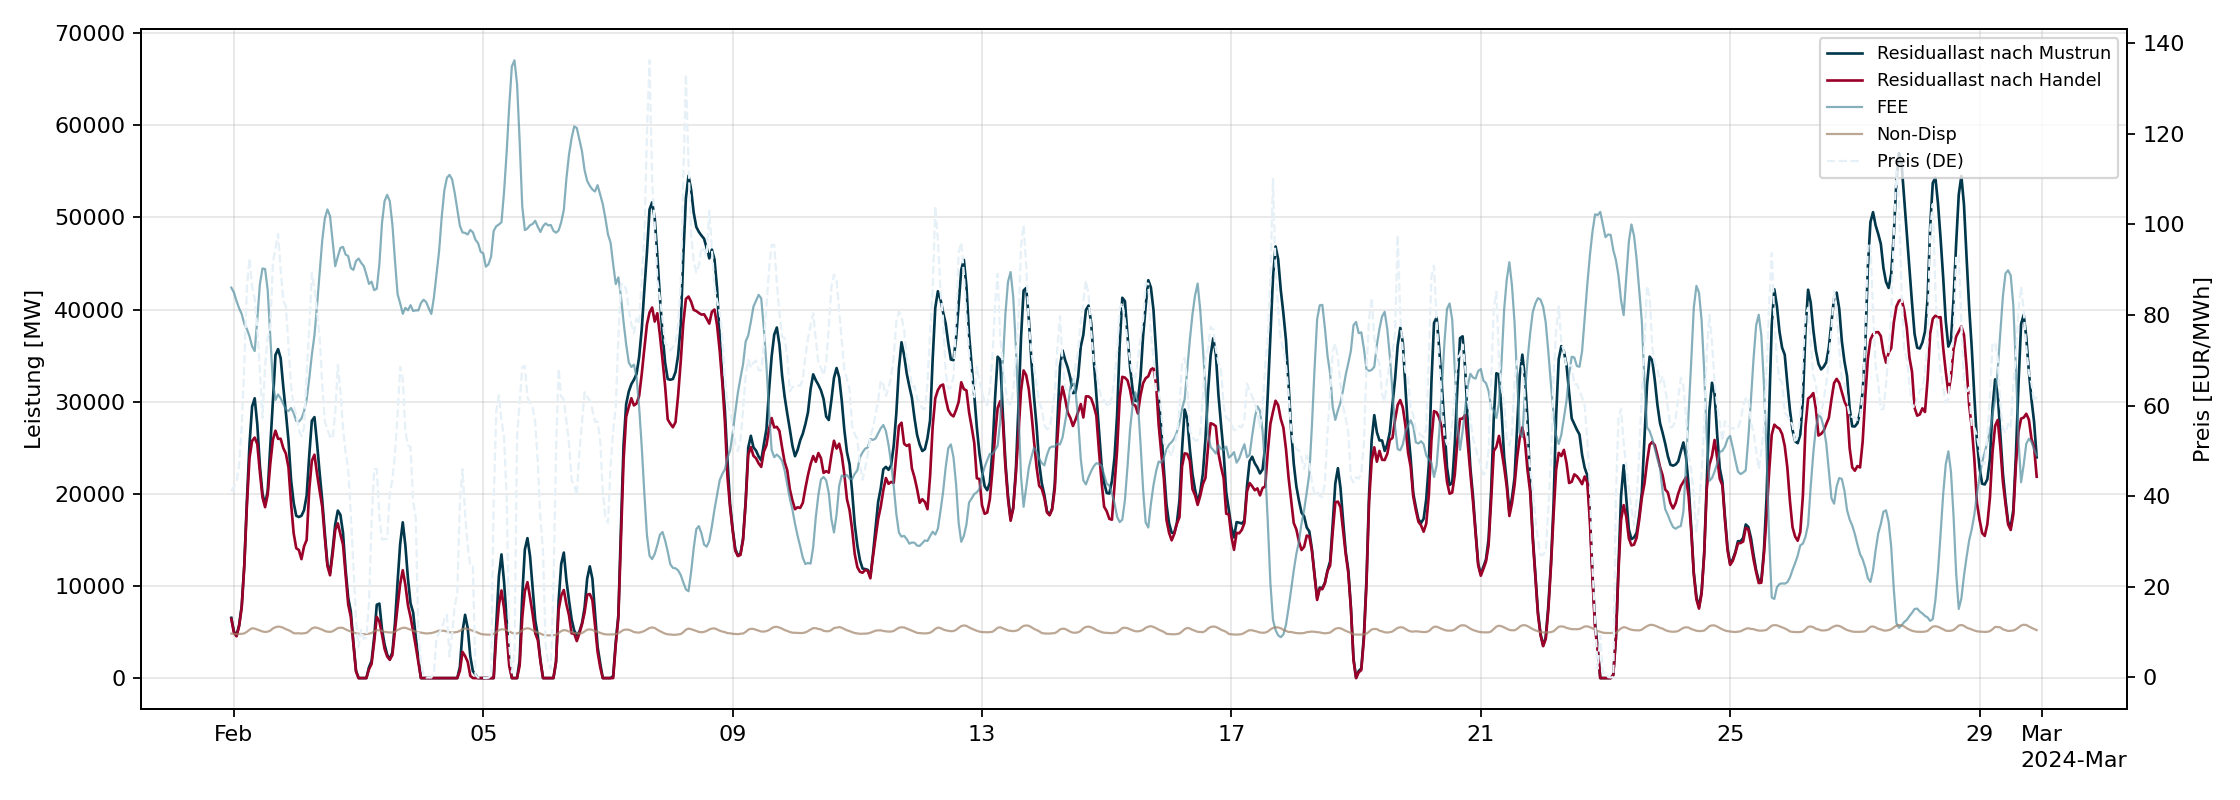 70000
60000
50000
40000
30000
20000
10000
0
Leistung [MW]
Residuallast nach Mustrun
Residuallast nach Handel
FEE
Non-Disp
Preis (DE)
140
120
100
80
60
40
20
0
Preis [EUR/MWh]
Feb
05
09
13
17
21
25
29
Mar
2024-Mar